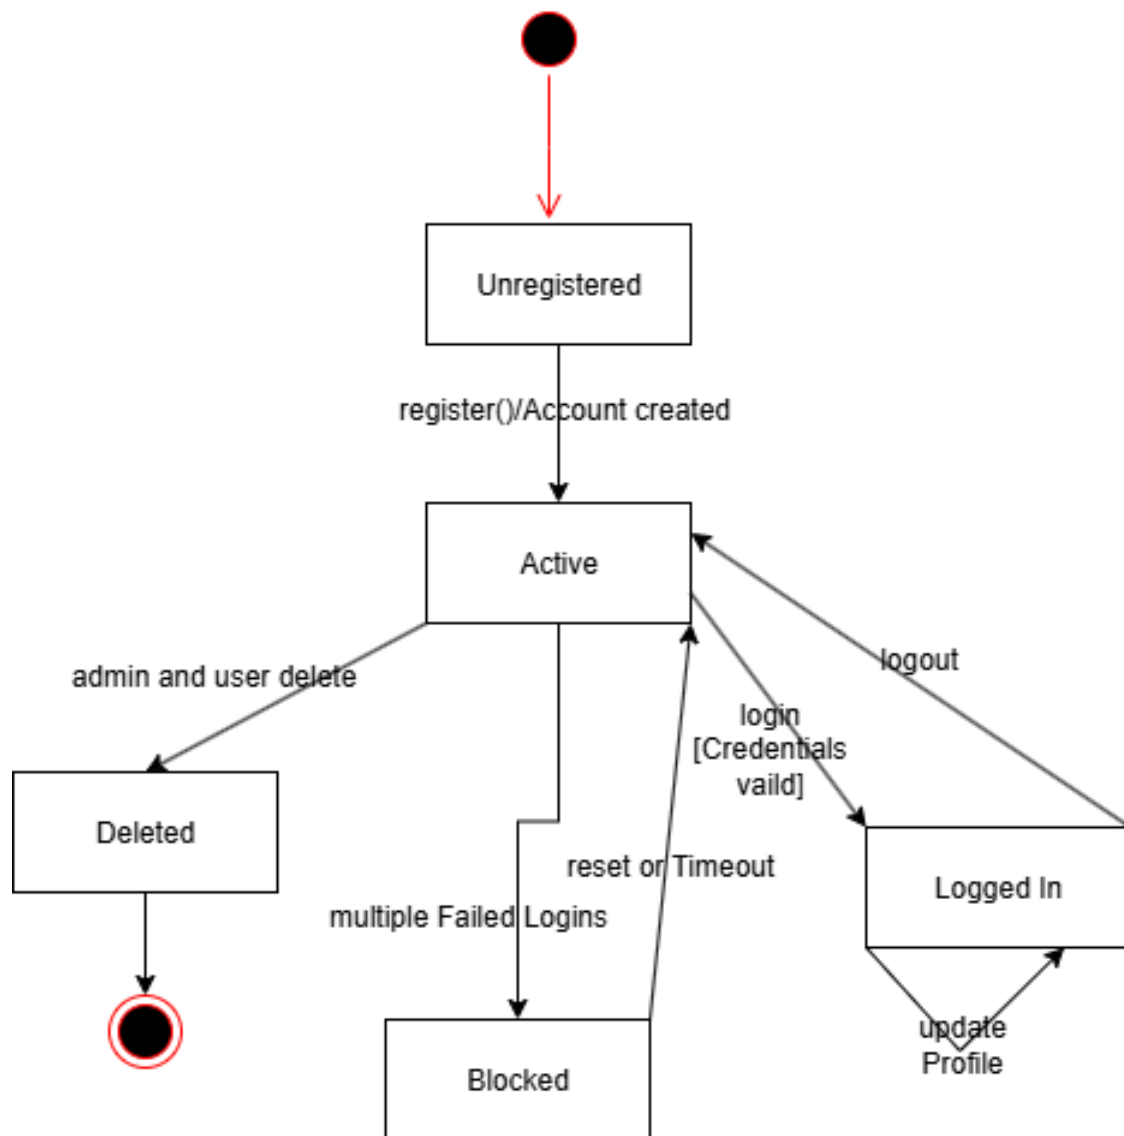 Unregistered
register()/Account created
Active
admin and user delete
logout
login
[Credentials
vaild]
Deleted
reset or Timeout
Logged In
multiple Failed Logins
update
Profile
Blocked